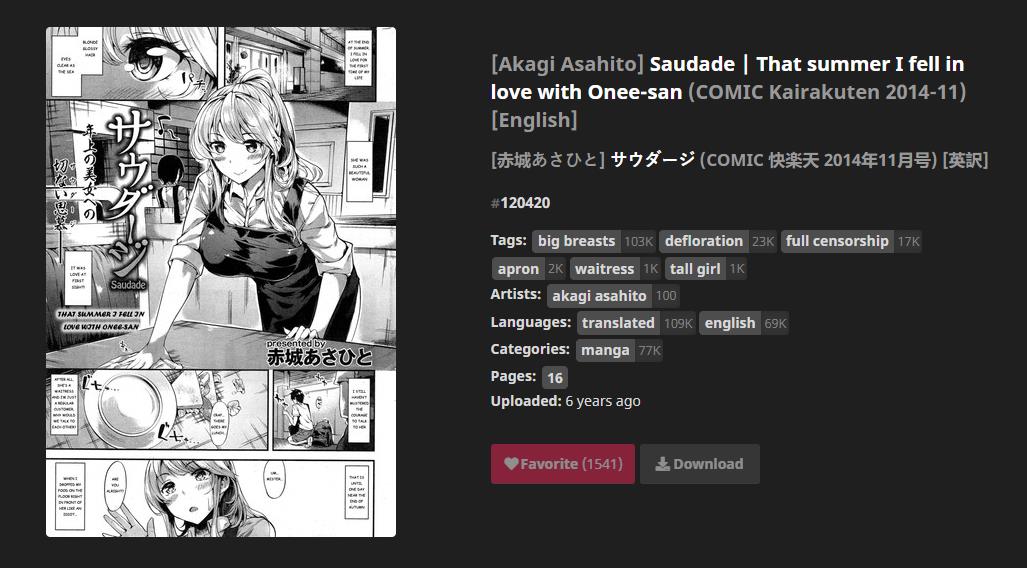 BLONDE
GLOSSY
HAIR
EYES
CLEAR AS
THE SEA
AT THE END
OF SUMMER,
I FELL IN
LOVE FOR
THE FIRST
TIME OF MY
LIFE
サウダージ
年上の美女への
切ない思慕
サウダージ
Saudade
SHE WAS
SUCH A
BEAUTIFUL
WOMAN
IT WAS
LOVE AT
FIRST
SIGHT!
THAT SUMMER I FELL IN
LOVE WITH ONEE-SAN
presented by
赤城あさひと
AFTER ALL,
SHE'S A
WAITRESS
AND I'M JUST
A REGULAR
CUSTOMER.
WHY WOULD
WE TALK TO
EACH OTHER?
CRAP...
THERE
GOES MY
LUNCH..
I STILL
HAVEN'T
MUSTERED
THE
COURAGE
TO TALK
TO HER
WHEN I
DROPPED MY
FOOD ON THE
FLOOR RIGHT
IN FRONT OF
HER LIKE AN
IDIOT...
ARE
YOU
ALRIGHT?
UM...
MISTER...
THAT IS
UNTIL
ONE DAY
NEAR THE
END OF
AUTUMN
[Akagi Asahito] Saudade | That summer I fell in
love with Onee-san (COMIC Kairakuten 2014-11)
[English]
[赤城あさひと] サウダージ (COMIC 快楽天 2014年11月号) [英訳]
#120420
Tags: big breasts 103K defloration 23K full censorship 17K
apron 2K waitress 1K tall girl 1K
Artists: akagi asahito 100
Languages: translated 109K english 69K
Categories: manga 77K
Pages: 16
Uploaded: 6 years ago
Favorite (1541) Download